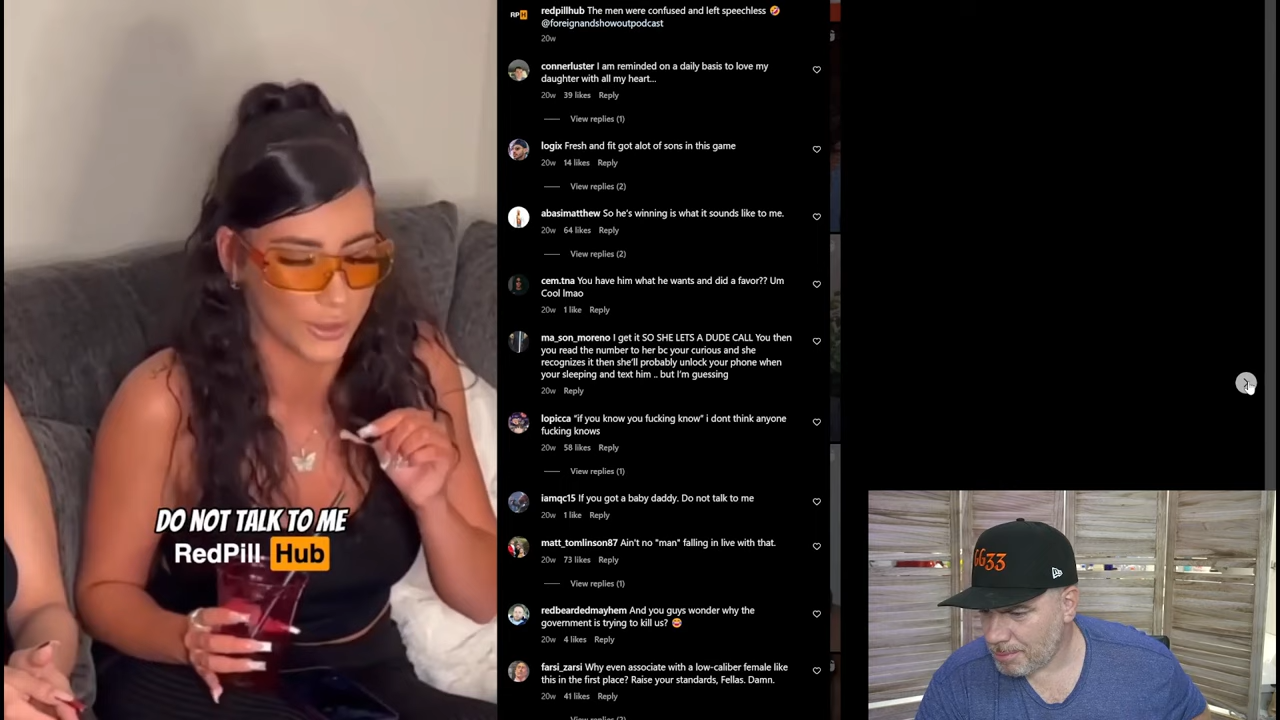 DO NOT TALK TO ME
RedPill Hub
RP H
redpillhub The men were confused and left speechless 🤣
@foreignandshowoutpodcast
20w
connerluster I am reminded on a daily basis to love my
daughter with all my heart...
20w 39 likes Reply
View replies (1)
logix Fresh and fit got alot of sons in this game
20w 14 likes Reply
View replies (2)
abasimatthew So he's winning is what it sounds like to me.
20w 64 likes Reply
View replies (2)
cem.tna You have him what he wants and did a favor?? Um
Cool lmao
20w 1 like Reply
ma_son_moreno I get it SO SHE LETS A DUDE CALL You then
you read the number to her bc your curious and she
recognizes it then she'll probably unlock your phone when
your sleeping and text him .. but I'm guessing
20w Reply
lopicca "if you know you fucking know" i dont think anyone
fucking knows
20w 58 likes Reply
View replies (1)
iamqc15 If you got a baby daddy. Do not talk to me
20w 1 like Reply
matt_tomlinson87 Ain't no "man" falling in love with that.
20w 73 likes Reply
View replies (1)
redbeardedmayhem And you guys wonder why the
government is trying to kill us? 😂
20w 4 likes Reply
farsi_zarsi Why even associate with a low-caliber female like
this in the first place? Raise your standards, Fellas. Damn.
20w 41 likes Reply
View replies (2)
6633